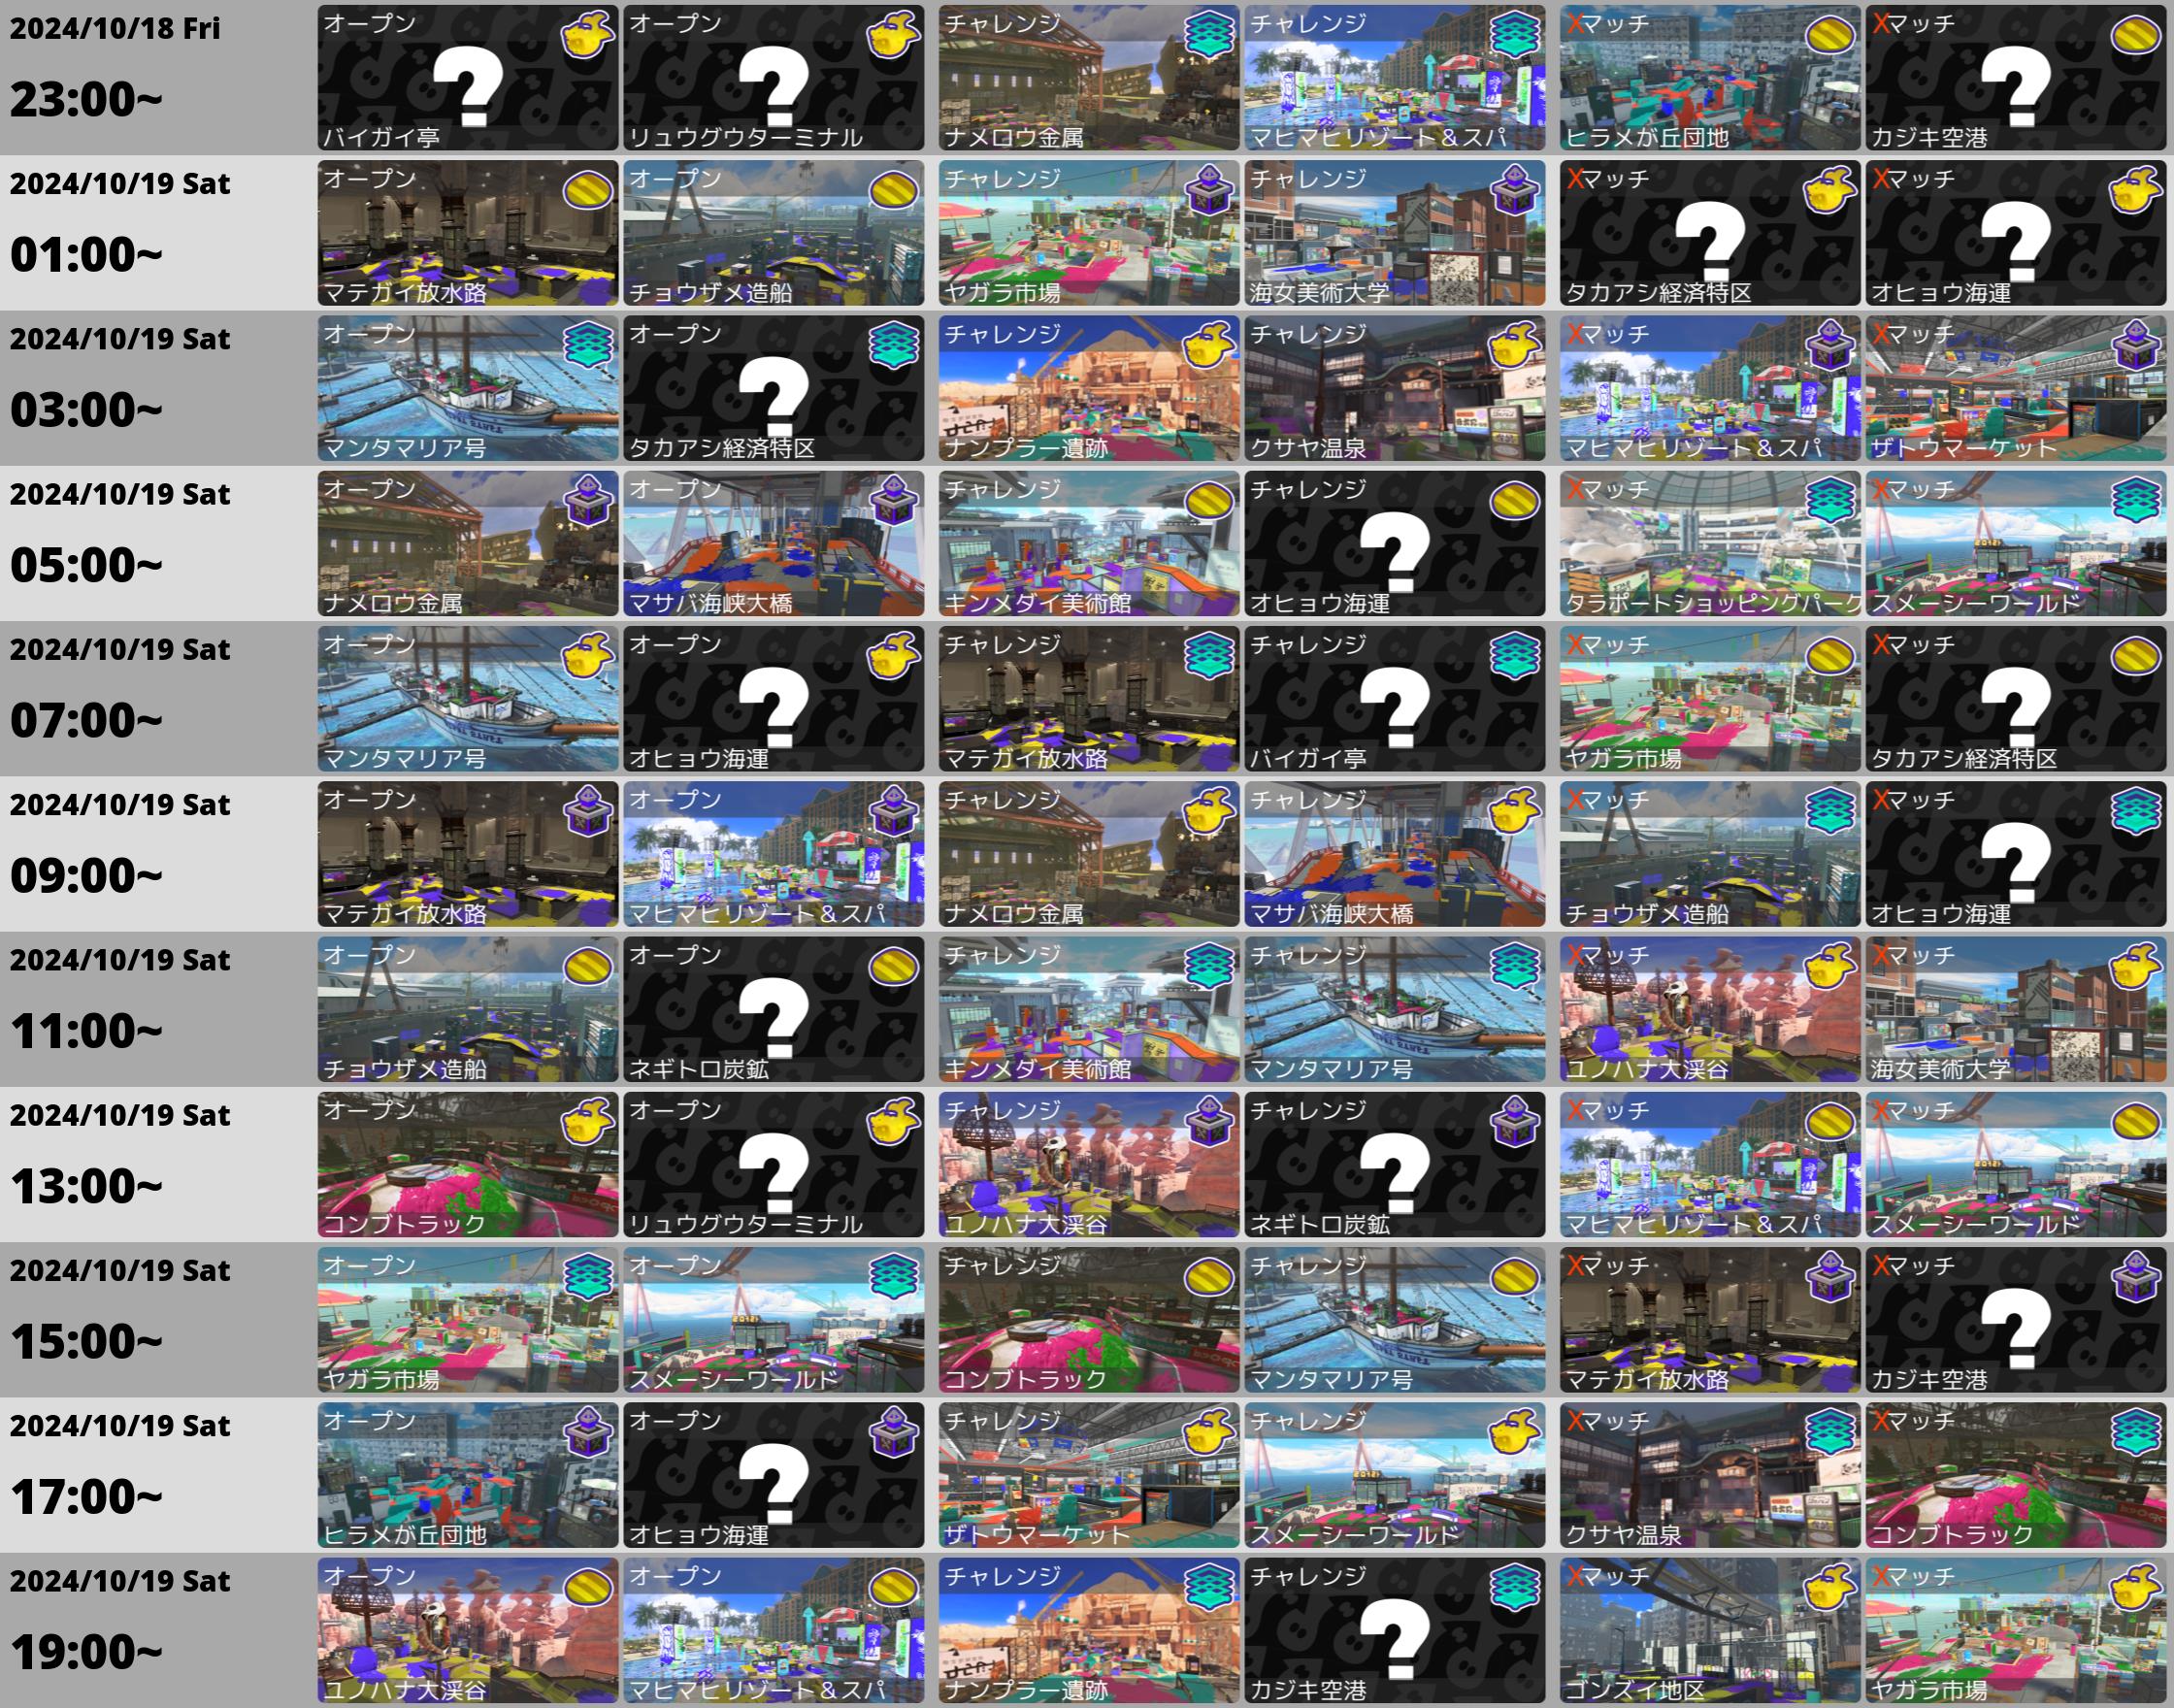 2024/10/18 Fri
23:00~
オープン
バイガイ亭
オープン
リュウグウターミナル
チャレンジ
ナメロウ金属
チャレンジ
マヒマヒリゾート＆スパ
Xマッチ
ヒラメが丘団地
Xマッチ
カジキ空港
2024/10/19 Sat
01:00~
オープン
マテガイ放水路
オープン
チョウザメ造船
チャレンジ
ヤガラ市場
チャレンジ
海女美術大学
Xマッチ
タカアシ経済特区
Xマッチ
オヒョウ海運
2024/10/19 Sat
03:00~
オープン
マンタマリア号
オープン
タカアシ経済特区
チャレンジ
ナンプラー遺跡
チャレンジ
クサヤ温泉
Xマッチ
マヒマヒリゾート＆スパ
Xマッチ
ザトウマーケット
2024/10/19 Sat
05:00~
オープン
ナメロウ金属
オープン
マサバ海峡大橋
チャレンジ
キンメダイ美術館
チャレンジ
オヒョウ海運
Xマッチ
タラポートショッピングパーク
Xマッチ
スメーシーワールド
2024/10/19 Sat
07:00~
オープン
マンタマリア号
オープン
オヒョウ海運
チャレンジ
マテガイ放水路
チャレンジ
バイガイ亭
Xマッチ
ヤガラ市場
Xマッチ
タカアシ経済特区
2024/10/19 Sat
09:00~
オープン
マテガイ放水路
オープン
マヒマヒリゾート＆スパ
チャレンジ
ナメロウ金属
チャレンジ
マサバ海峡大橋
Xマッチ
チョウザメ造船
Xマッチ
オヒョウ海運
2024/10/19 Sat
11:00~
オープン
チョウザメ造船
オープン
ネギトロ炭鉱
チャレンジ
キンメダイ美術館
チャレンジ
マンタマリア号
Xマッチ
ユノハナ大渓谷
Xマッチ
海女美術大学
2024/10/19 Sat
13:00~
オープン
コンブトラック
オープン
リュウグウターミナル
チャレンジ
ユノハナ大渓谷
チャレンジ
ネギトロ炭鉱
Xマッチ
マヒマヒリゾート＆スパ
Xマッチ
スメーシーワールド
2024/10/19 Sat
15:00~
オープン
ヤガラ市場
オープン
スメーシーワールド
チャレンジ
コンブトラック
チャレンジ
マンタマリア号
Xマッチ
マテガイ放水路
Xマッチ
カジキ空港
2024/10/19 Sat
17:00~
オープン
ヒラメが丘団地
オープン
オヒョウ海運
チャレンジ
ザトウマーケット
チャレンジ
スメーシーワールド
Xマッチ
クサヤ温泉
Xマッチ
コンブトラック
2024/10/19 Sat
19:00~
オープン
ユノハナ大渓谷
オープン
マヒマヒリゾート＆スパ
チャレンジ
ナンプラー遺跡
チャレンジ
カジキ空港
Xマッチ
ゴンズイ地区
Xマッチ
ヤガラ市場